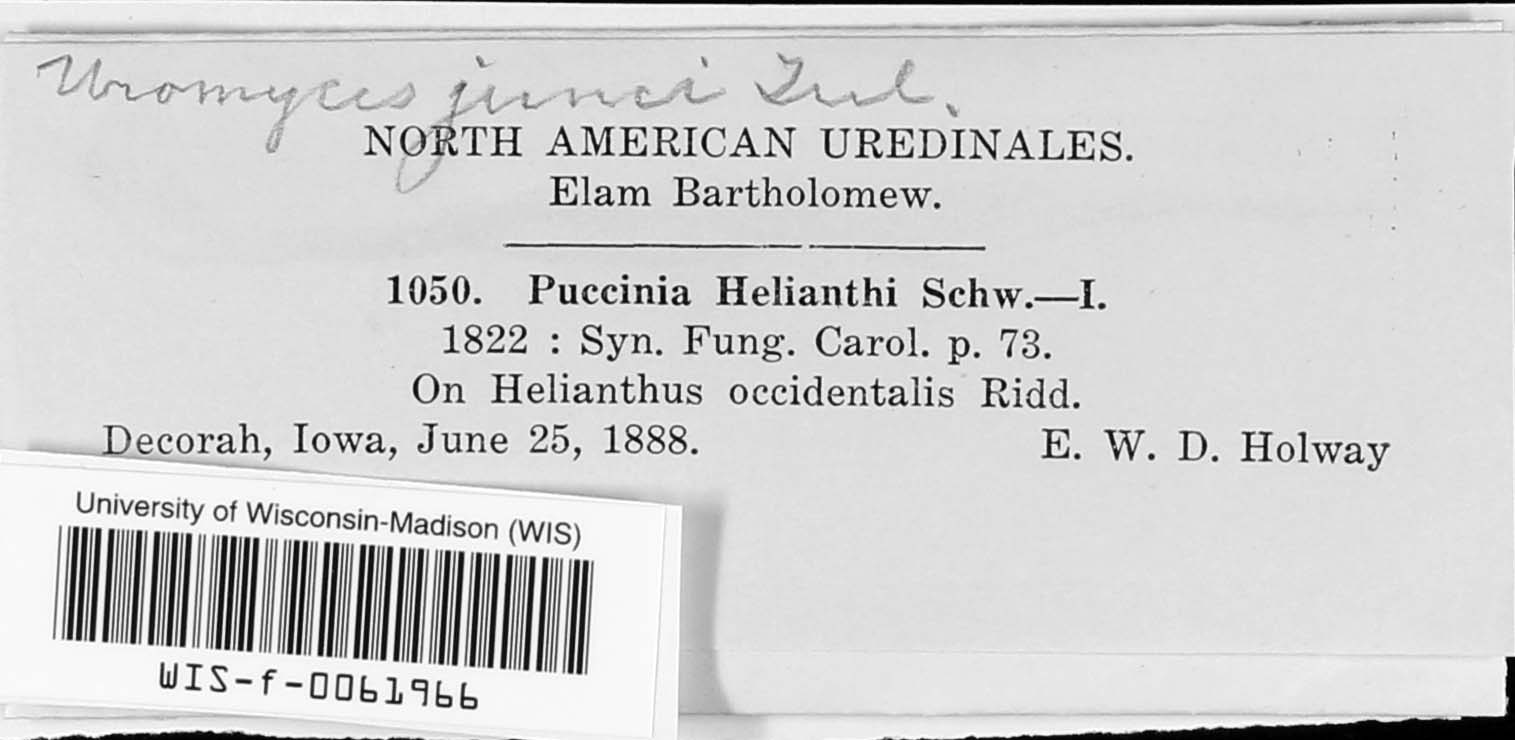 Uromyces junci Tul.
NORTH AMERICAN UREDINALES.
Elam Bartholomew.
1050. Puccinia Helianthi Schw.—I.
1822 : Syn. Fung. Carol. p. 73.
On Helianthus occidentalis Ridd.
Decorah, Iowa, June 25, 1888. E. W. D. Holway
University of Wisconsin-Madison (WIS)
WIS-f-0061966